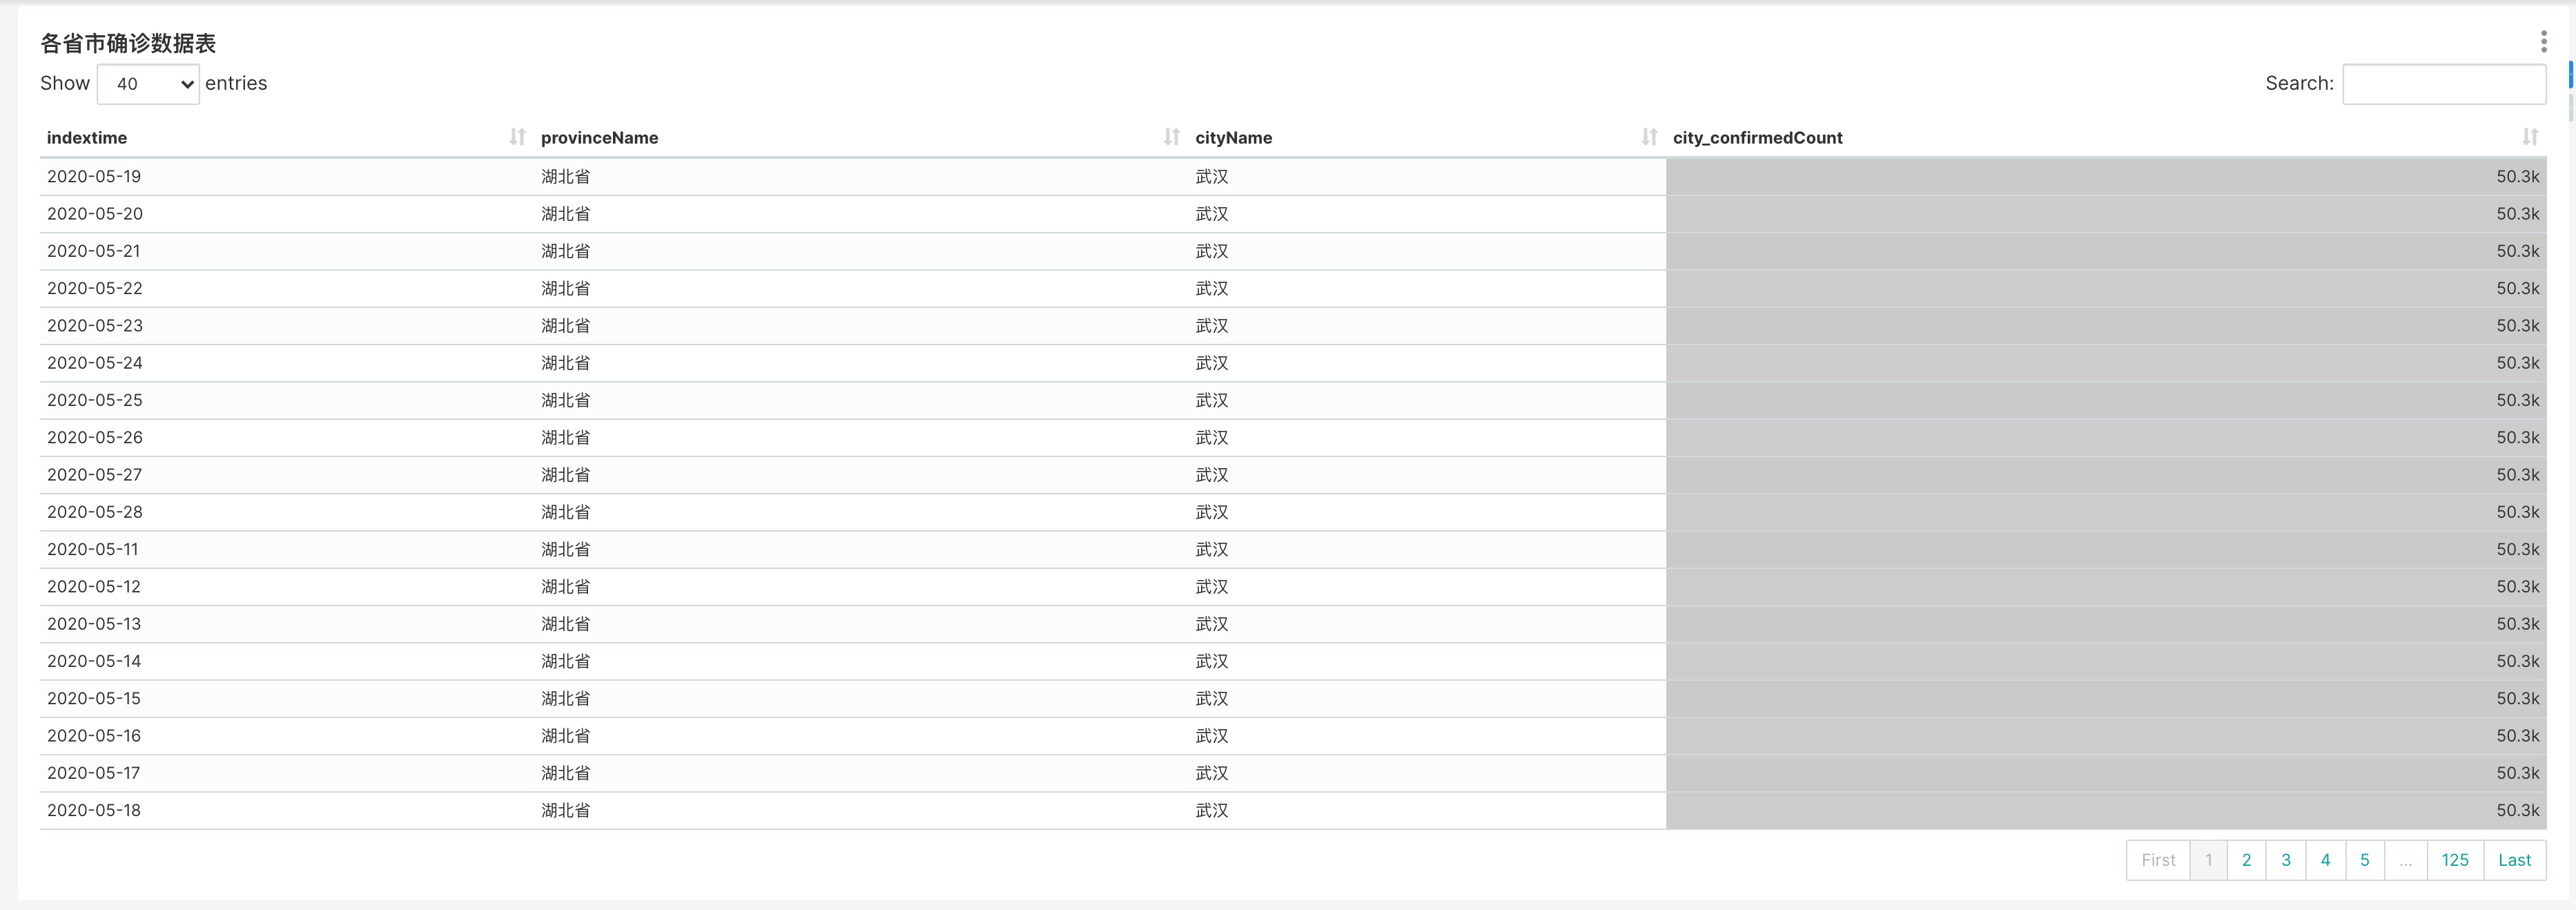 各省市确诊数据表
Show 40 entries Search:
indextime provinceName cityName city_confirmedCount
2020-05-19 湖北省 武汉 50.3k
2020-05-20 湖北省 武汉 50.3k
2020-05-21 湖北省 武汉 50.3k
2020-05-22 湖北省 武汉 50.3k
2020-05-23 湖北省 武汉 50.3k
2020-05-24 湖北省 武汉 50.3k
2020-05-25 湖北省 武汉 50.3k
2020-05-26 湖北省 武汉 50.3k
2020-05-27 湖北省 武汉 50.3k
2020-05-28 湖北省 武汉 50.3k
2020-05-11 湖北省 武汉 50.3k
2020-05-12 湖北省 武汉 50.3k
2020-05-13 湖北省 武汉 50.3k
2020-05-14 湖北省 武汉 50.3k
2020-05-15 湖北省 武汉 50.3k
2020-05-16 湖北省 武汉 50.3k
2020-05-17 湖北省 武汉 50.3k
2020-05-18 湖北省 武汉 50.3k
First 1 2 3 4 5 ... 125 Last